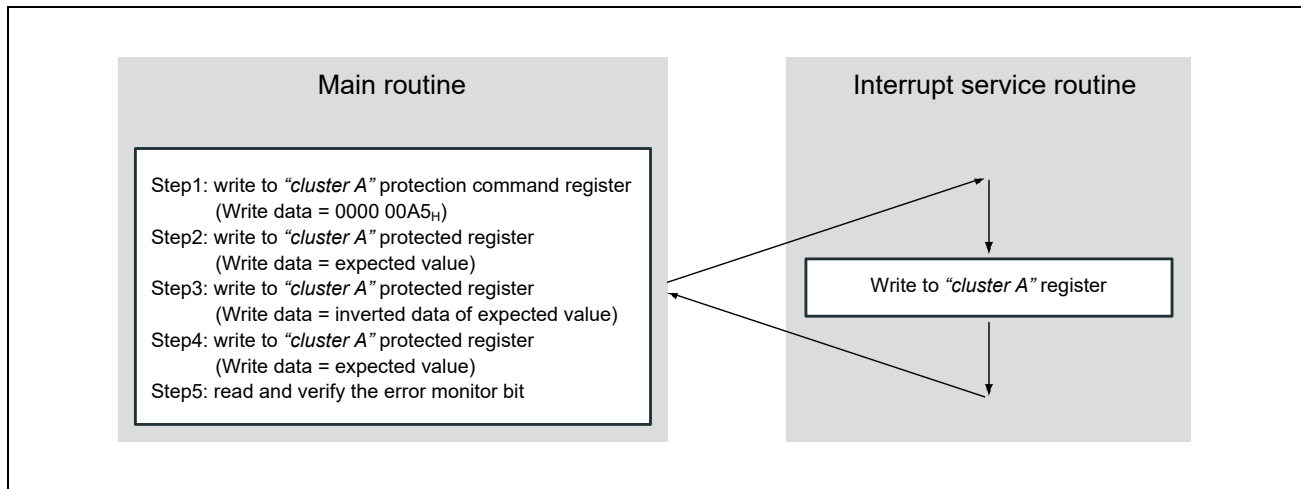 Main routine
Step1: write to “cluster A” protection command register
(Write data = 0000 00A5H)
Step2: write to “cluster A” protected register
(Write data = expected value)
Step3: write to “cluster A” protected register
(Write data = inverted data of expected value)
Step4: write to “cluster A” protected register
(Write data = expected value)
Step5: read and verify the error monitor bit
Interrupt service routine
Write to “cluster A” register